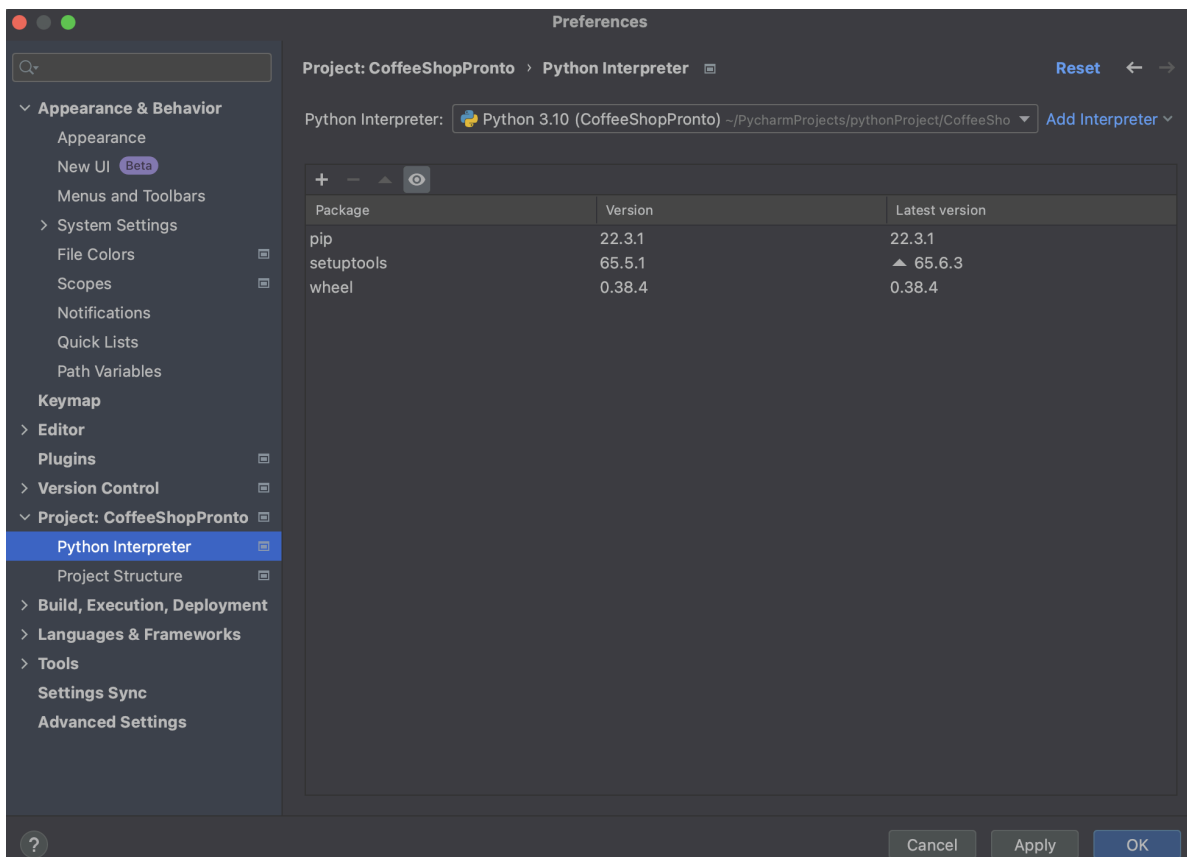 Preferences
Project: CoffeeShopPronto › Python Interpreter
Reset
Python Interpreter: Python 3.10 (CoffeeShopPronto) ~/PycharmProjects/pythonProject/CoffeeSho
Add Interpreter
Appearance & Behavior
Appearance
New UI Beta
Menus and Toolbars
System Settings
File Colors
Scopes
Notifications
Quick Lists
Path Variables
Keymap
Editor
Plugins
Version Control
Project: CoffeeShopPronto
Python Interpreter
Project Structure
Build, Execution, Deployment
Languages & Frameworks
Tools
Settings Sync
Advanced Settings
Package Version Latest version
pip 22.3.1 22.3.1
setuptools 65.5.1 65.6.3
wheel 0.38.4 0.38.4
?
Cancel Apply OK